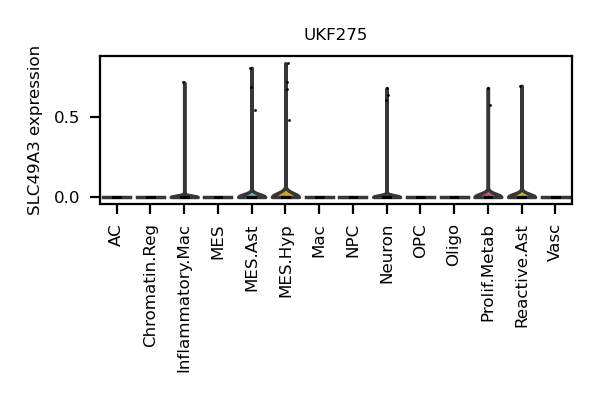 UKF275
SLC49A3 expression
0.5
0.0
AC
Chromatin.Reg
Inflammatory.Mac
MES
MES.Ast
MES.Hyp
Mac
NPC
Neuron
OPC
Oligo
Prolif.Metab
Reactive.Ast
Vasc